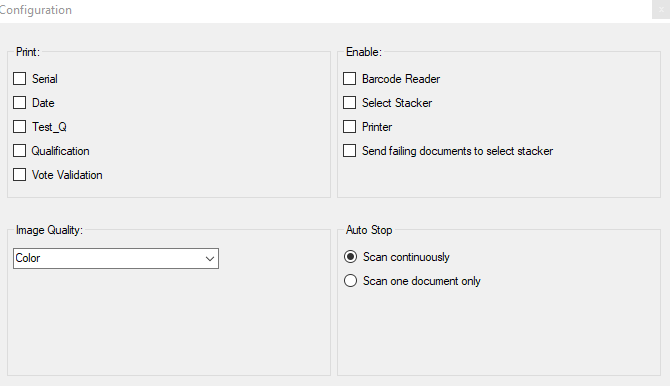 Configuration
Print:
Serial
Date
Test_Q
Qualification
Vote Validation
Enable:
Barcode Reader
Select Stacker
Printer
Send failing documents to select stacker
Image Quality:
Color
Auto Stop
Scan continuously
Scan one document only